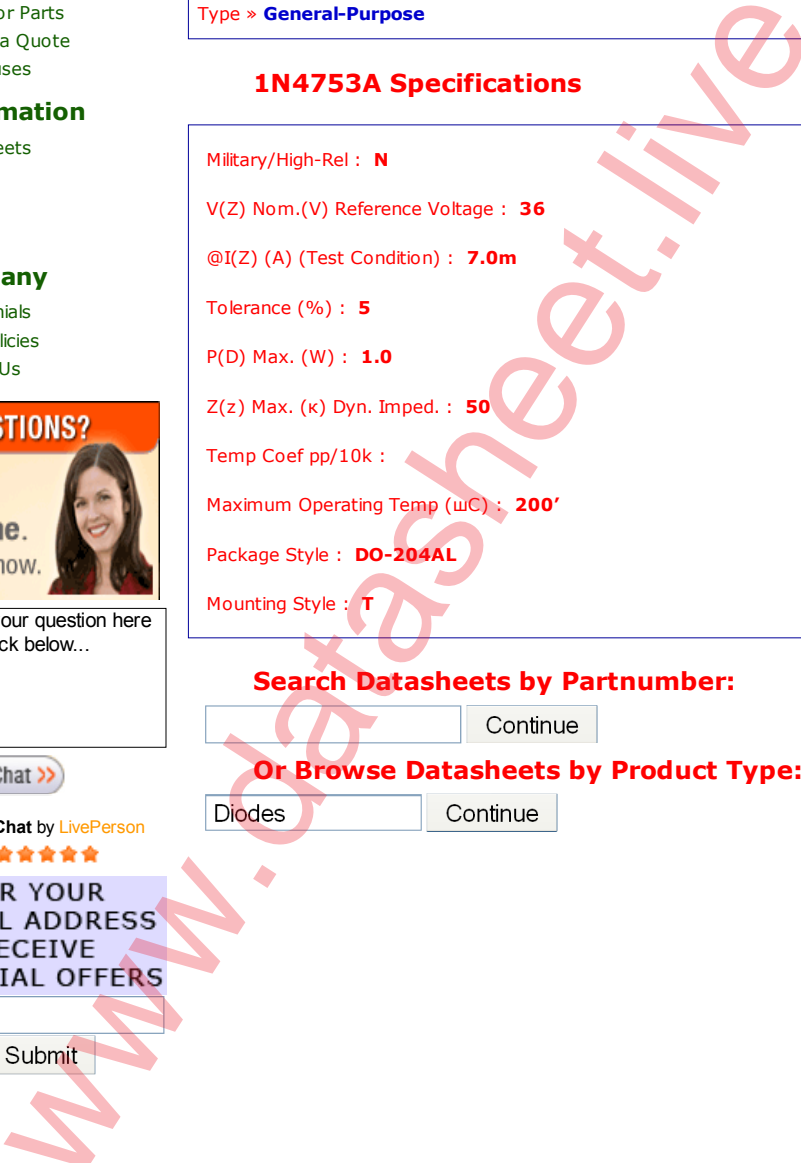 or Parts
a Quote
uses
mation
eets
any
nials
licies
Us
STIONS?
ne.
now.
our question here
ck below...
Chat >>
Chat by LivePerson
R YOUR
L ADDRESS
ECEIVE
IAL OFFERS
Submit
Type » General-Purpose
1N4753A Specifications
Military/High-Rel : N
V(Z) Nom.(V) Reference Voltage : 36
@I(Z) (A) (Test Condition) : 7.0m
Tolerance (%) : 5
P(D) Max. (W) : 1.0
Z(z) Max. (к) Dyn. Imped. : 50
Temp Coef pp/10k :
Maximum Operating Temp (шC) : 200’
Package Style : DO-204AL
Mounting Style : T
Search Datasheets by Partnumber:
Continue
Or Browse Datasheets by Product Type:
Diodes
Continue
www.datasheet.live